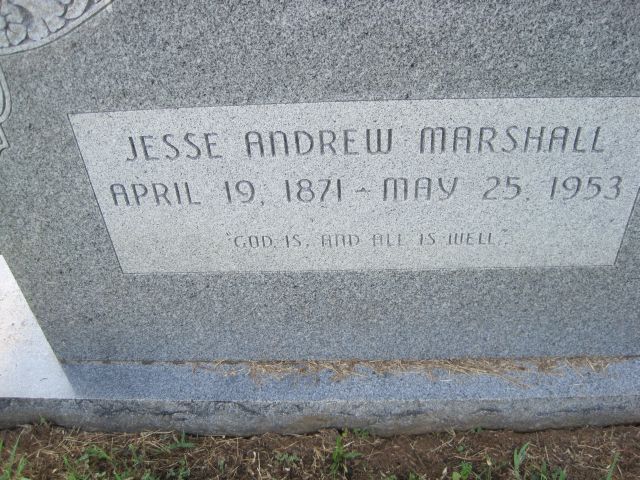 JESSE ANDREW MARSHALL
APRIL 19, 1871 - MAY 25, 1953
"GOD IS, AND ALL IS WELL".